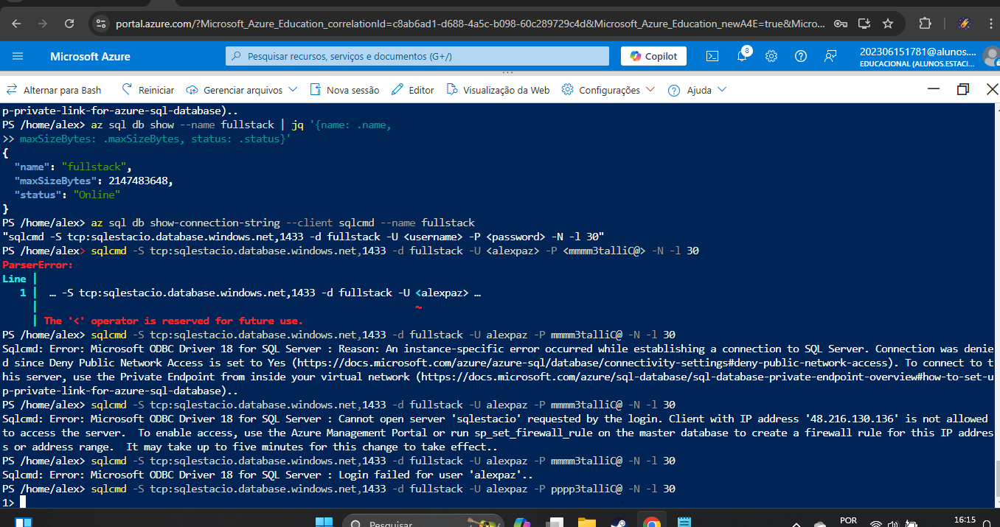 portal.azure.com/?Microsoft_Azure_Education_correlationId=c8ab6ad1-d688-4a5c-b098-60c289729c4d&Microsoft_Azure_Education_newA4E=true&Micro...
Microsoft Azure
Pesquisar recursos, serviços e documentos (G+/)
Copilot
8
202306151781@alunos....
EDUCACIONAL (ALUNOS.ESTACI...
Alternar para Bash
Reiniciar
Gerenciar arquivos
Nova sessão
Editor
Visualização da Web
Configurações
Ajuda
p-private-link-for-azure-sql-database)..
PS /home/alex> az sql db show --name fullstack | jq '{name: .name,
>> maxSizeBytes: .maxSizeBytes, status: .status}'
{
"name": "fullstack",
"maxSizeBytes": 2147483648,
"status": "Online"
}
PS /home/alex> az sql db show-connection-string --client sqlcmd --name fullstack
"sqlcmd -S tcp:sqlestacio.database.windows.net,1433 -d fullstack -U <username> -P <password> -N -l 30"
PS /home/alex> sqlcmd -S tcp:sqlestacio.database.windows.net,1433 -d fullstack -U <alexpaz> -P <mmmm3talliC@> -N -l 30
ParserError:
Line |
1 | … -S tcp:sqlestacio.database.windows.net,1433 -d fullstack -U <alexpaz> …
| ~
| The '<' operator is reserved for future use.
PS /home/alex> sqlcmd -S tcp:sqlestacio.database.windows.net,1433 -d fullstack -U alexpaz -P mmmm3talliC@ -N -l 30
Sqlcmd: Error: Microsoft ODBC Driver 18 for SQL Server : Reason: An instance-specific error occurred while establishing a connection to SQL Server. Connection was denie
d since Deny Public Network Access is set to Yes (https://docs.microsoft.com/azure/azure-sql/database/connectivity-settings#deny-public-network-access). To connect to t
his server, use the Private Endpoint from inside your virtual network (https://docs.microsoft.com/azure/sql-database/sql-database-private-endpoint-overview#how-to-set-u
p-private-link-for-azure-sql-database)..
PS /home/alex> sqlcmd -S tcp:sqlestacio.database.windows.net,1433 -d fullstack -U alexpaz -P mmmm3talliC@ -N -l 30
Sqlcmd: Error: Microsoft ODBC Driver 18 for SQL Server : Cannot open server 'sqlestacio' requested by the login. Client with IP address '48.216.130.136' is not allowed
to access the server.  To enable access, use the Azure Management Portal or run sp_set_firewall_rule on the master database to create a firewall rule for this IP addres
s or address range.  It may take up to five minutes for this change to take effect..
PS /home/alex> sqlcmd -S tcp:sqlestacio.database.windows.net,1433 -d fullstack -U alexpaz -P mmmm3talliC@ -N -l 30
Sqlcmd: Error: Microsoft ODBC Driver 18 for SQL Server : Login failed for user 'alexpaz'..
PS /home/alex> sqlcmd -S tcp:sqlestacio.database.windows.net,1433 -d fullstack -U alexpaz -P pppp3talliC@ -N -l 30
1>
Pesquisar
POR
16:15